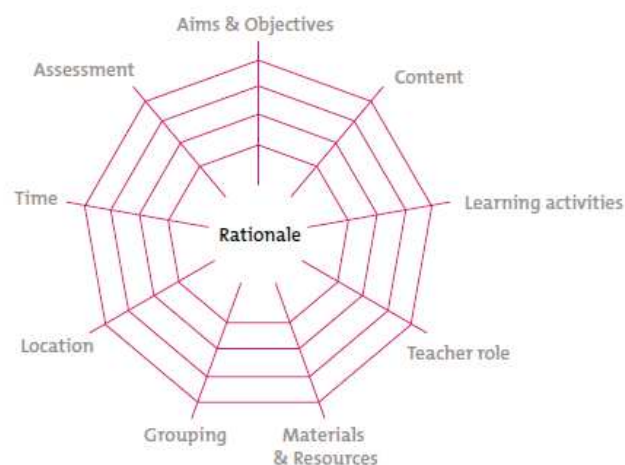 Aims & Objectives
Assessment
Content
Time
Learning activities
Rationale
Location
Teacher role
Grouping
Materials
& Resources